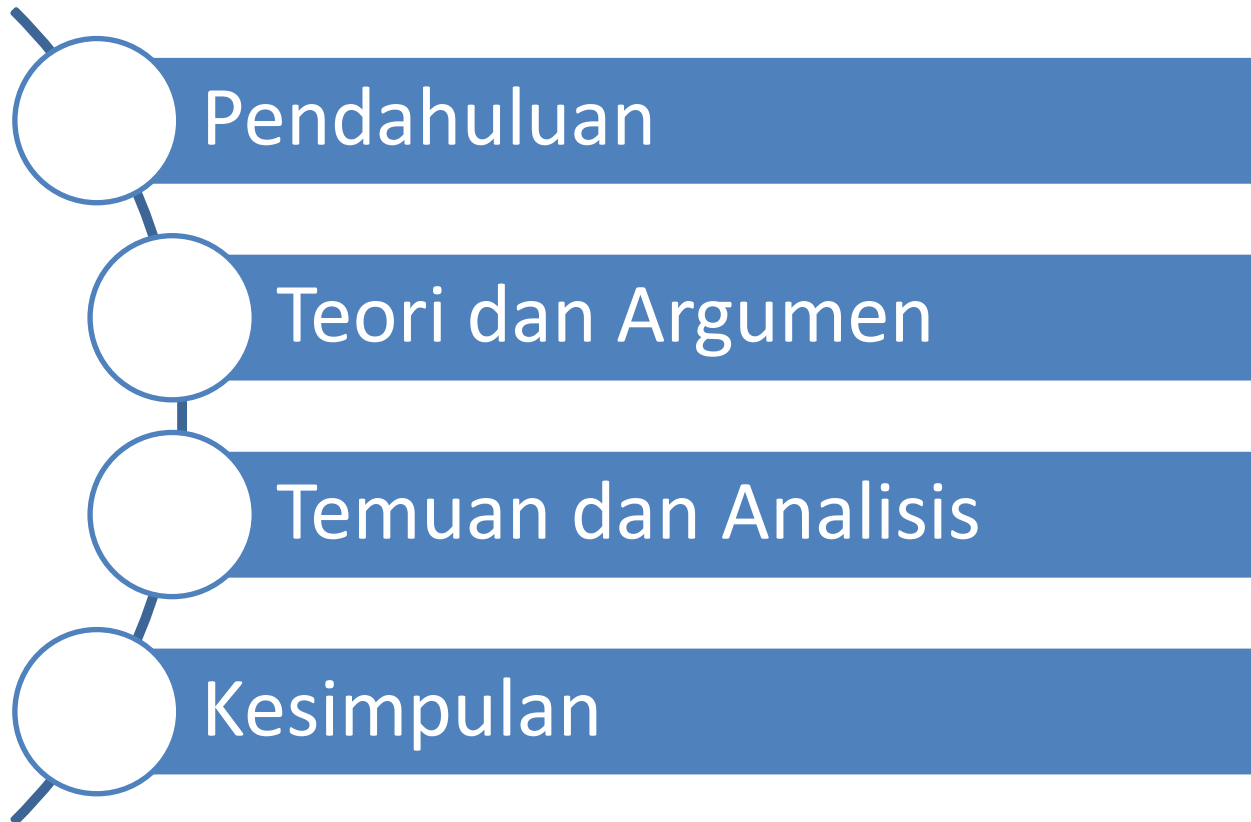 Pendahuluan
Teori dan Argumen
Temuan dan Analisis
Kesimpulan